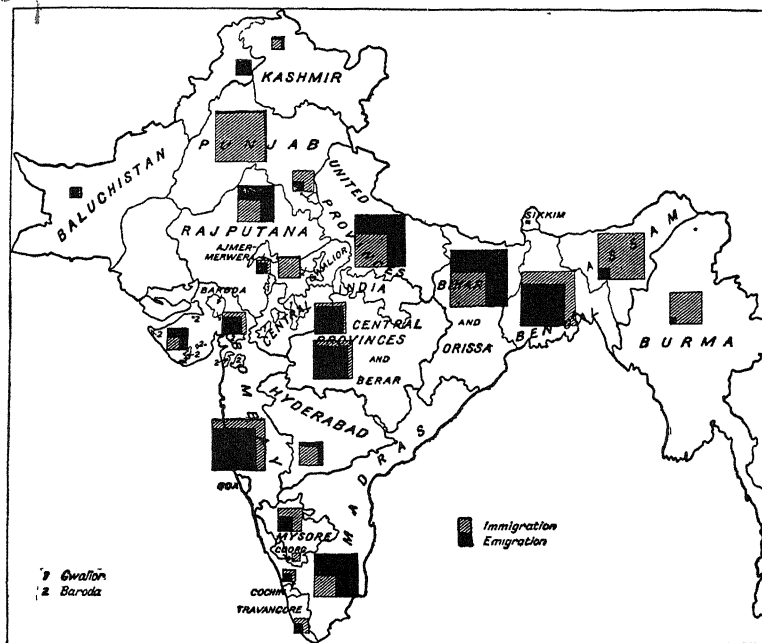 KASHMIR
PUNJAB
BALUCHISTAN
UNITED
PROVINCES
RAJPUTANA
AJMER-
MERWERA
GWALIOR
SIKKIM
ASSAM
BARODA
CENTRAL
INDIA
BIHAR
AND
ORISSA
BENGAL
BURMA
CENTRAL
PROVINCES
AND
BERAR
BOMBAY
HYDERABAD
MADRAS
GOA
MYSORE
COORG
COCHIN
TRAVANCORE
Immigration
Emigration
1 Gwalior
2 Baroda